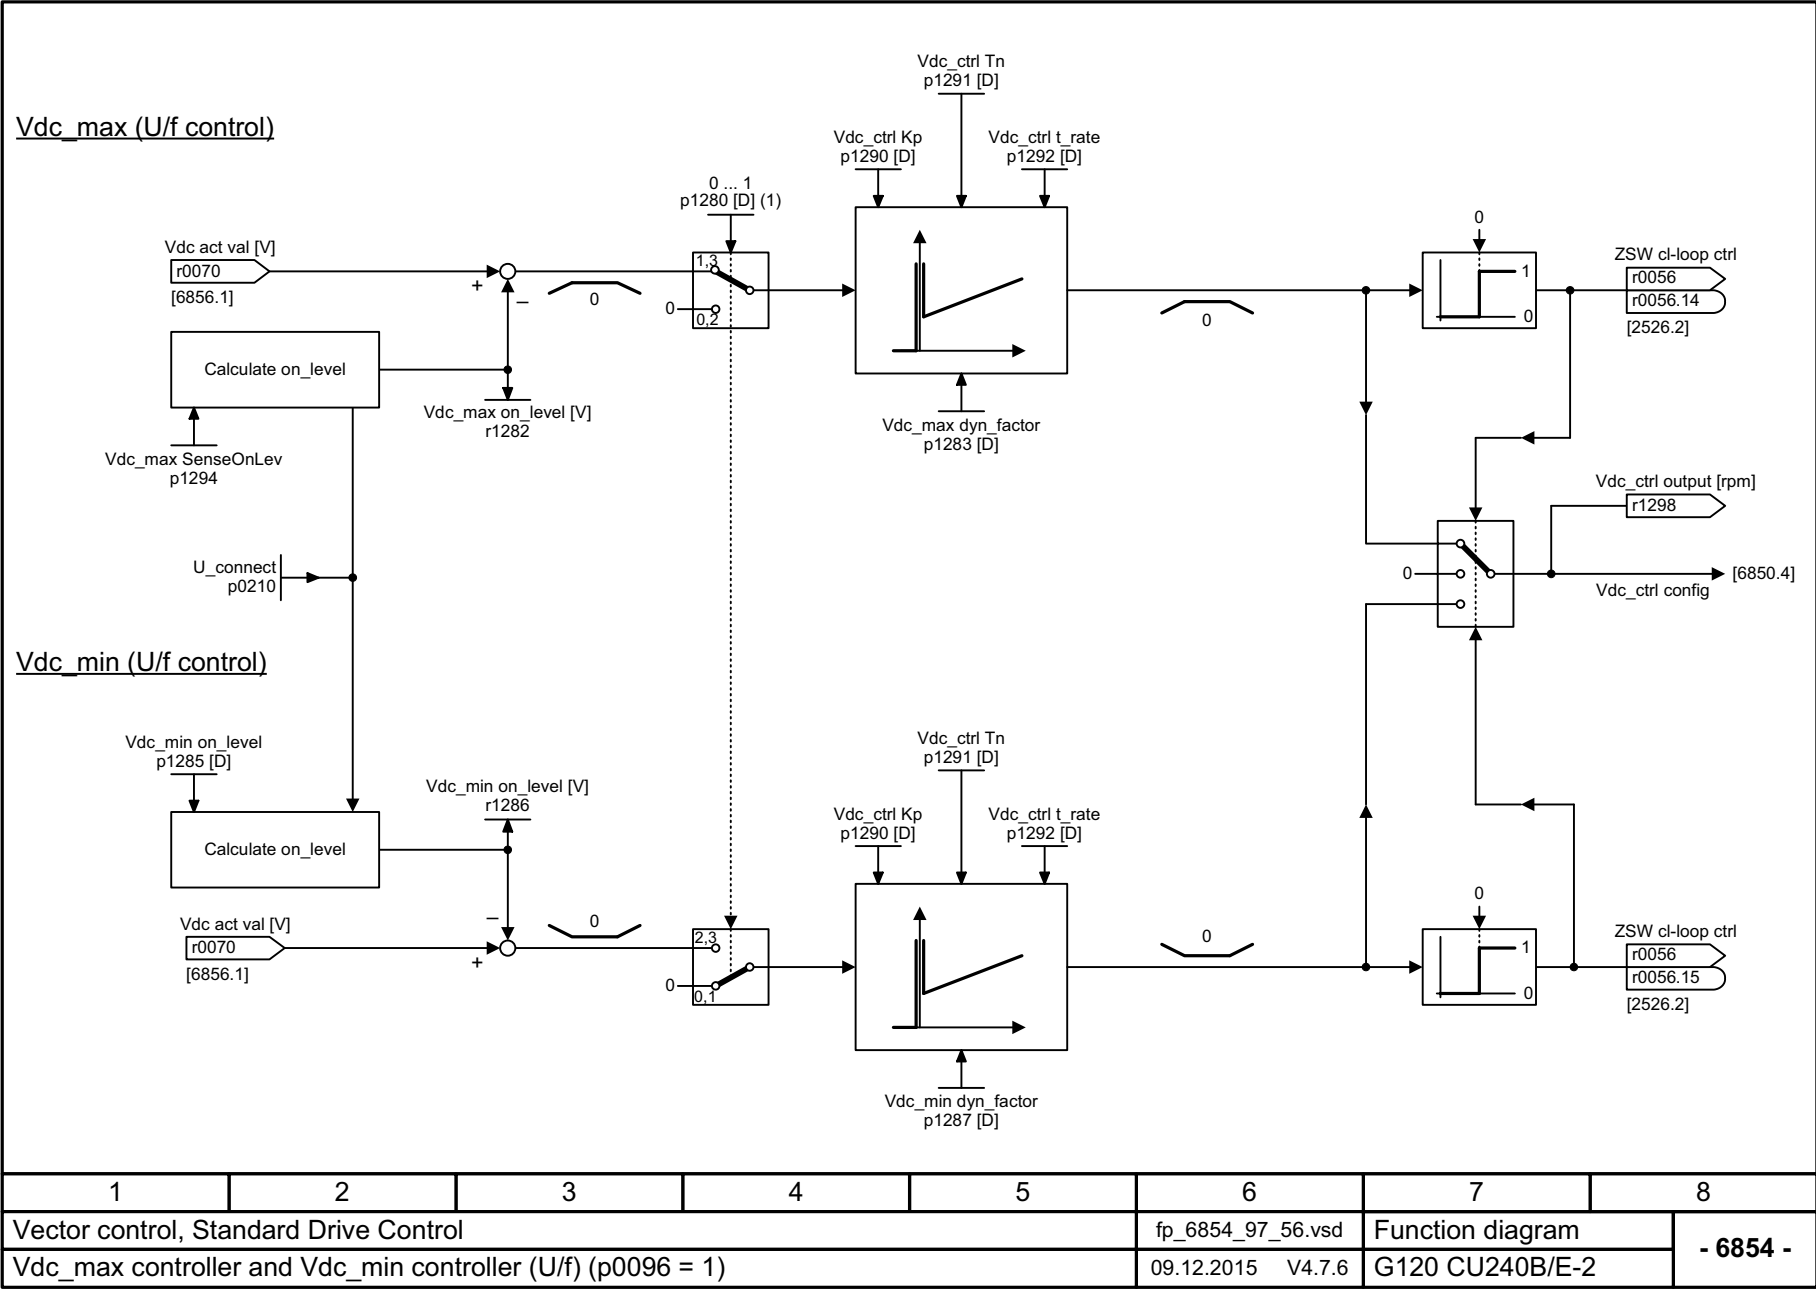 Vdc_max (U/f control)
Vdc_ctrl Tn
p1291 [D]
Vdc_ctrl Kp
p1290 [D]
Vdc_ctrl t_rate
p1292 [D]
0 ... 1
p1280 [D] (1)
Vdc act val [V]
r0070
[6856.1]
+
–
0
1,3
0
0,2
0
0
1
0
ZSW cl-loop ctrl
r0056
r0056.14
[2526.2]
Calculate on_level
Vdc_max on_level [V]
r1282
Vdc_max SenseOnLev
p1294
Vdc_max dyn_factor
p1283 [D]
Vdc_ctrl output [rpm]
r1298
U_connect
p0210
0
[6850.4]
Vdc_ctrl config
Vdc_min (U/f control)
Vdc_min on_level
p1285 [D]
Vdc_min on_level [V]
r1286
Calculate on_level
Vdc_ctrl Tn
p1291 [D]
Vdc_ctrl Kp
p1290 [D]
Vdc_ctrl t_rate
p1292 [D]
Vdc act val [V]
r0070
[6856.1]
–
+
0
2,3
0
0,1
0
0
1
0
ZSW cl-loop ctrl
r0056
r0056.15
[2526.2]
Vdc_min dyn_factor
p1287 [D]
1 2 3 4 5 6 7 8
Vector control, Standard Drive Control
fp_6854_97_56.vsd
Function diagram
- 6854 -
Vdc_max controller and Vdc_min controller (U/f) (p0096 = 1)
09.12.2015 V4.7.6
G120 CU240B/E-2